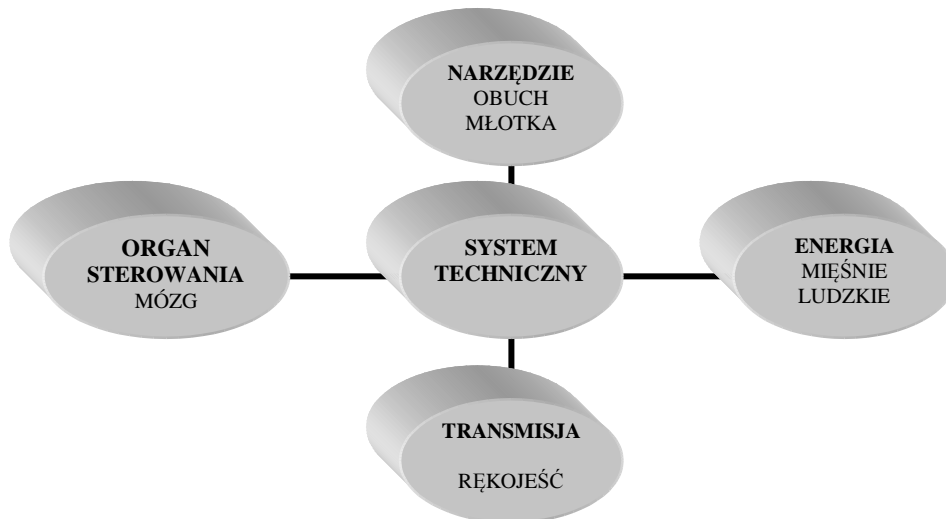 NARZĘDZIE
OBUCH
MŁOTKA
ORGAN
STEROWANIA
MÓZG
SYSTEM
TECHNICZNY
ENERGIA
MIĘŚNIE
LUDZKIE
TRANSMISJA
RĘKOJEŚĆ